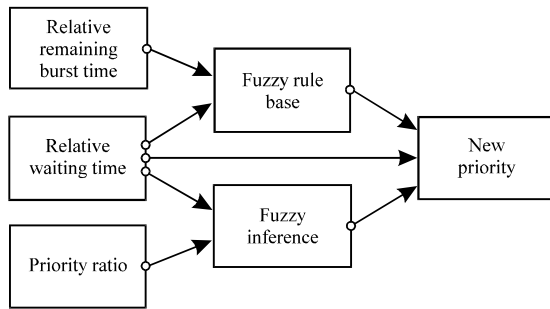 Relative
remaining
burst time
Fuzzy rule
base
Relative
waiting time
New
priority
Fuzzy
inference
Priority ratio